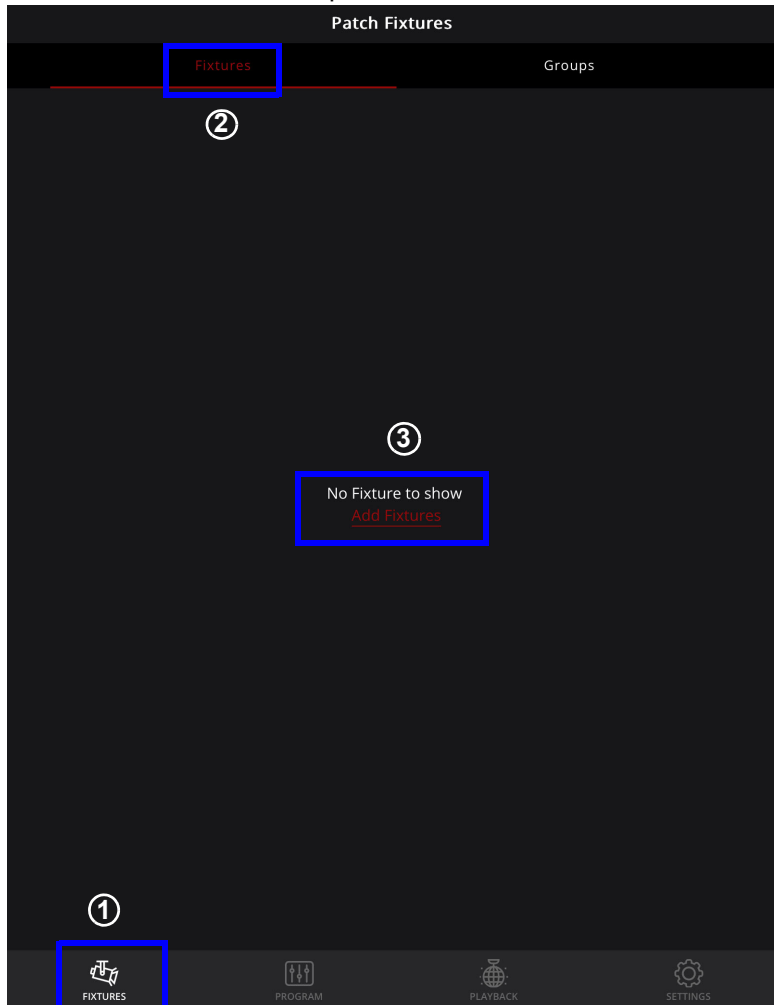 Patch Fixtures
Fixtures Groups
②
③
No Fixture to show
Add Fixtures
①
FIXTURES PROGRAM PLAYBACK SETTINGS